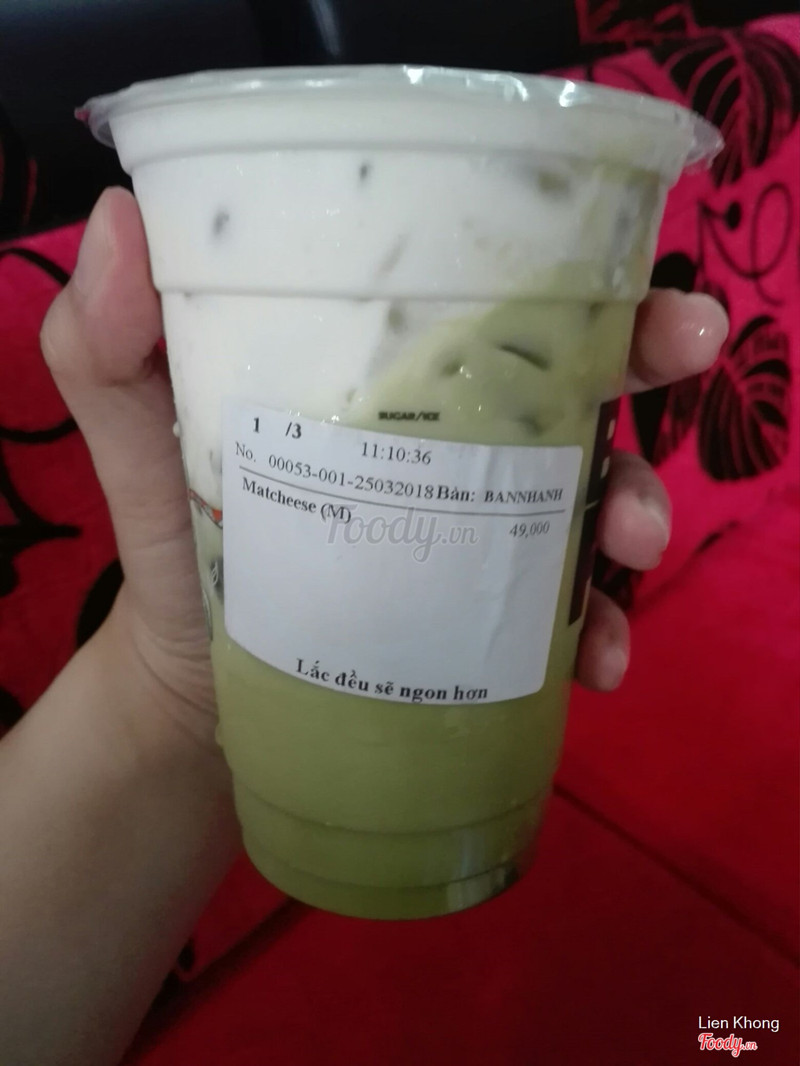 SUGAR/ICE
1 /3 11:10:36
No. 00053-001-25032018 Bàn: BANNHANH
Matcheese (M) 49,000
Foody.vn
Lắc đều sẽ ngon hơn
Lien Khong
Foody.vn